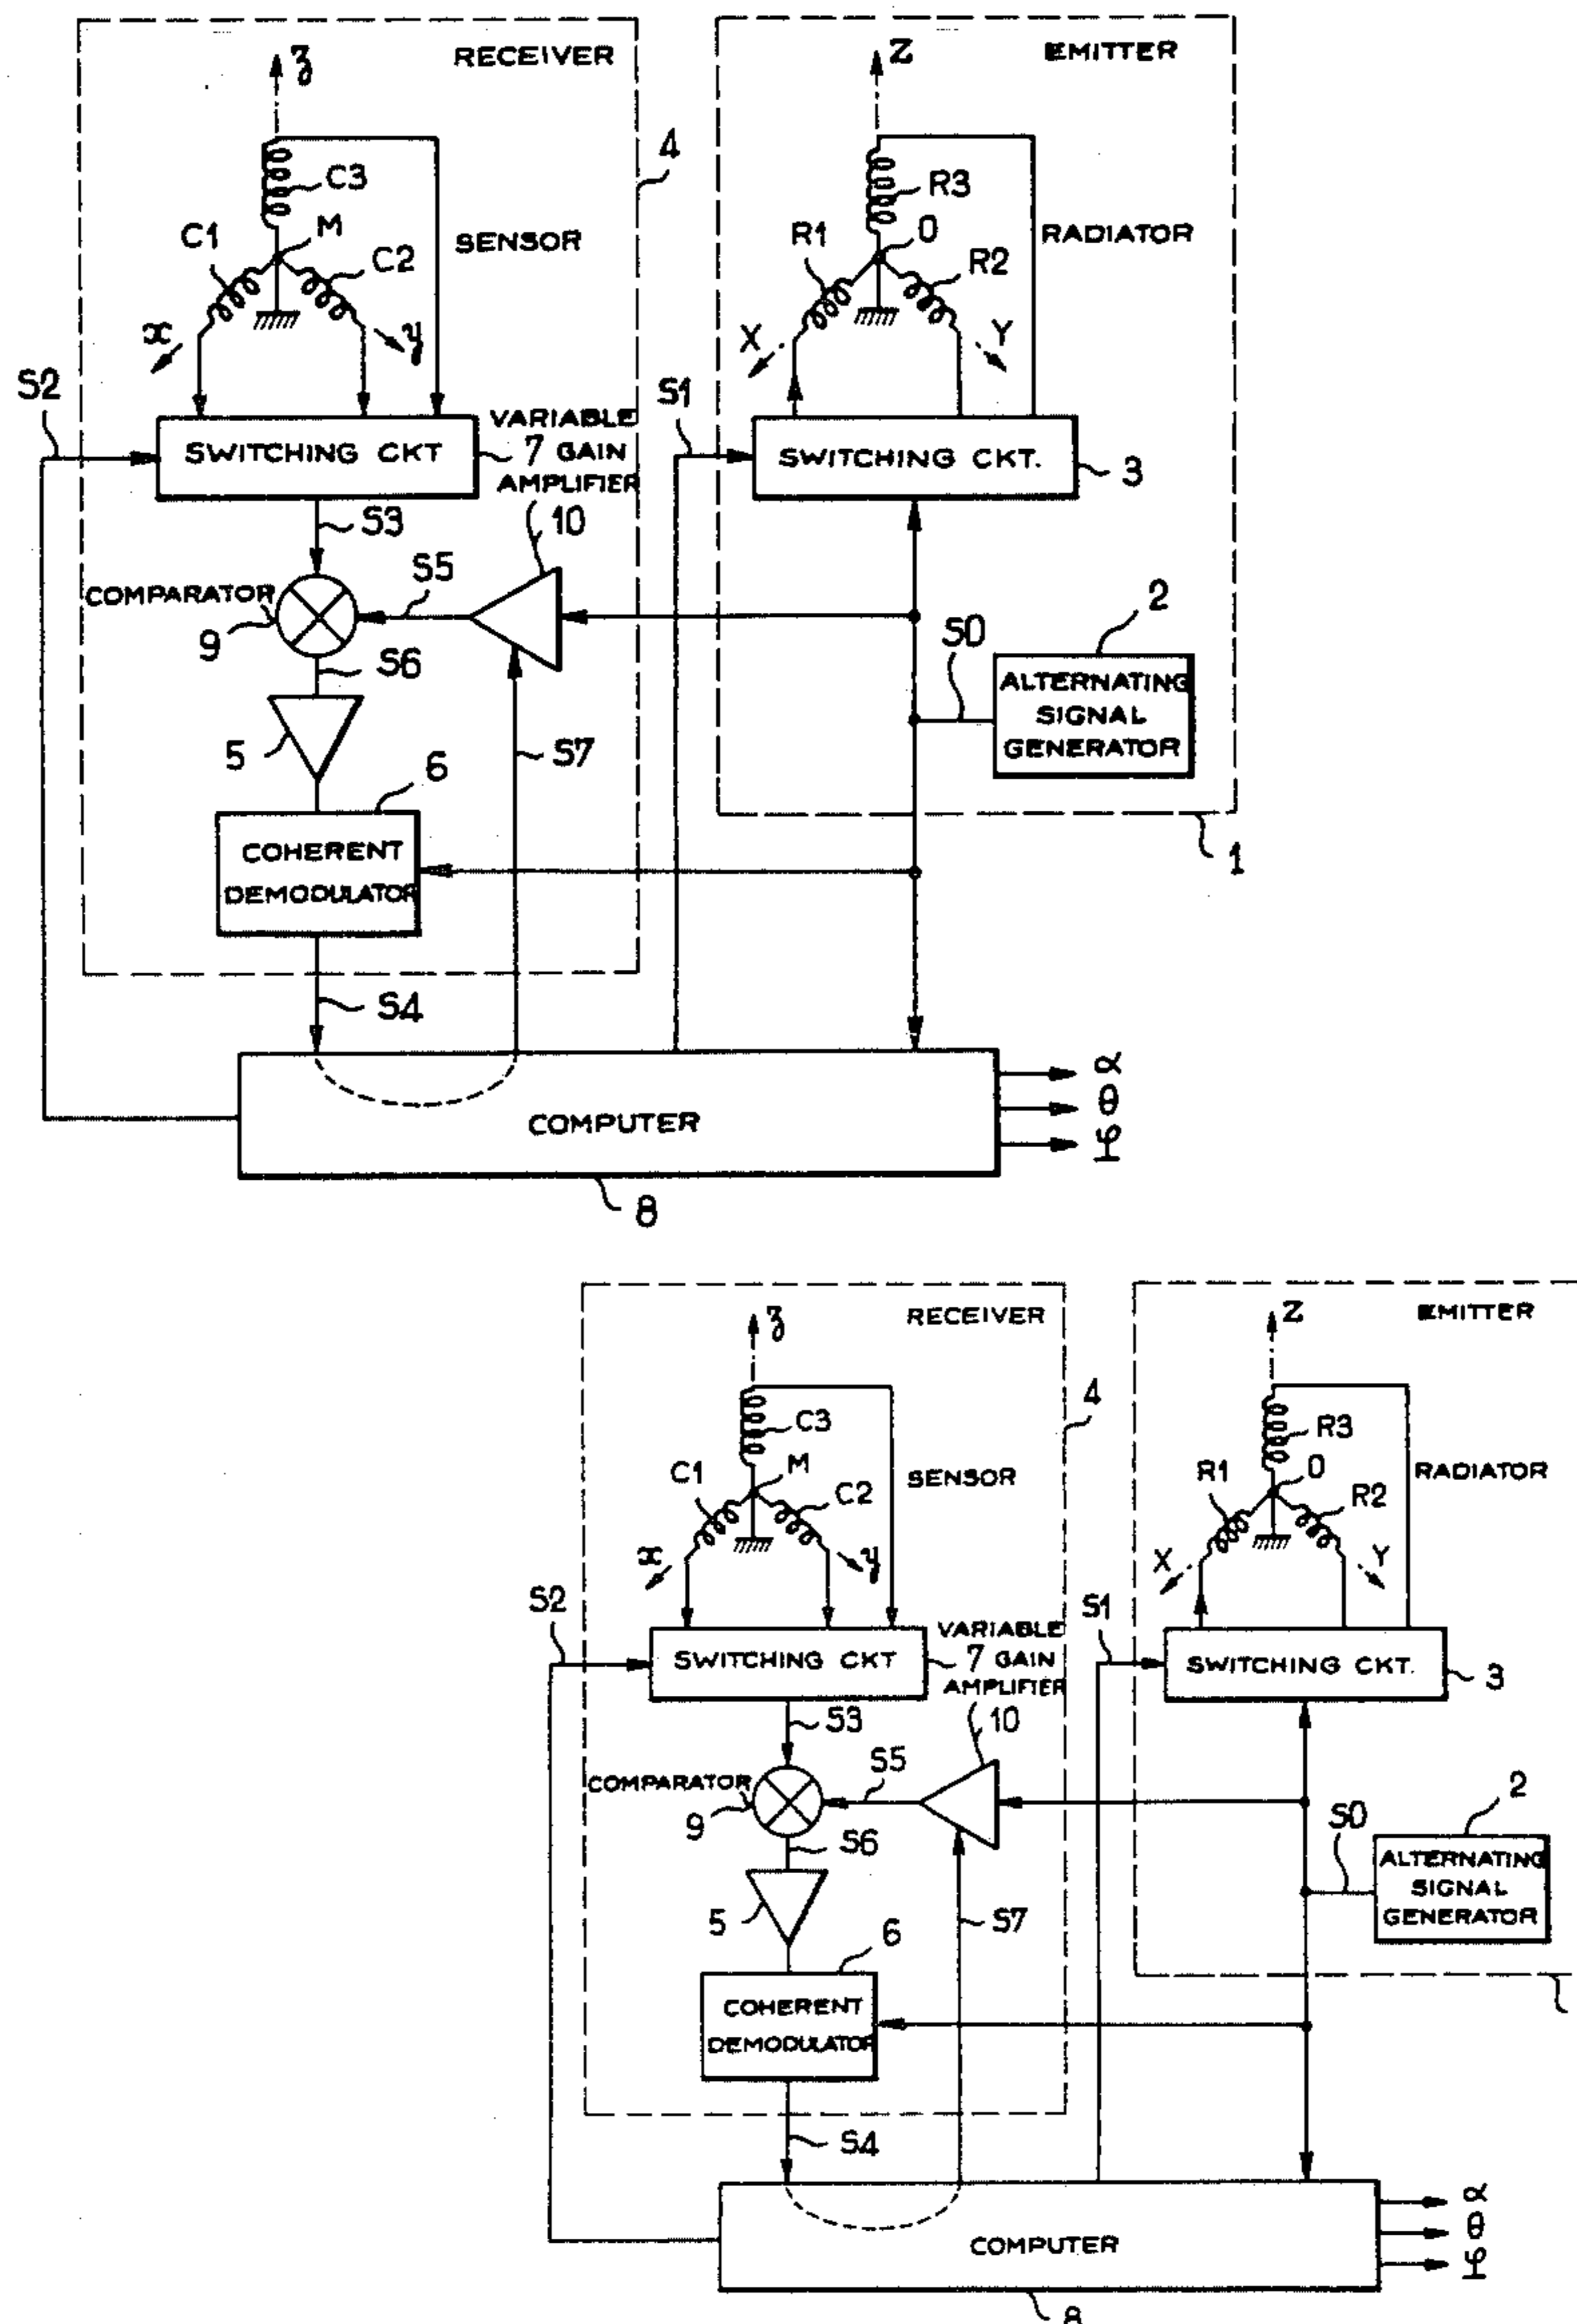 RECEIVER
EMITTER
z
Z
4
C3
R3
C1
M
C2
SENSOR
R1
O
R2
RADIATOR
x
y
X
Y
S2
S1
VARIABLE
SWITCHING CKT
7 GAIN
AMPLIFIER
SWITCHING CKT.
3
S3
10
COMPARATOR
S5
9
S6
2
S0
ALTERNATING
SIGNAL
GENERATOR
5
6
S7
COHERENT
DEMODULATOR
1
S4
COMPUTER
α
θ
Ψ
8
RECEIVER
EMITTER
z
Z
4
C3
R3
C1
M
C2
SENSOR
R1
O
R2
RADIATOR
x
y
X
Y
S2
S1
VARIABLE
SWITCHING CKT
7 GAIN
AMPLIFIER
SWITCHING CKT.
3
S3
10
COMPARATOR
S5
9
S6
2
S0
ALTERNATING
SIGNAL
GENERATOR
5
6
S7
COHERENT
DEMODULATOR
S4
COMPUTER
α
θ
Ψ
8